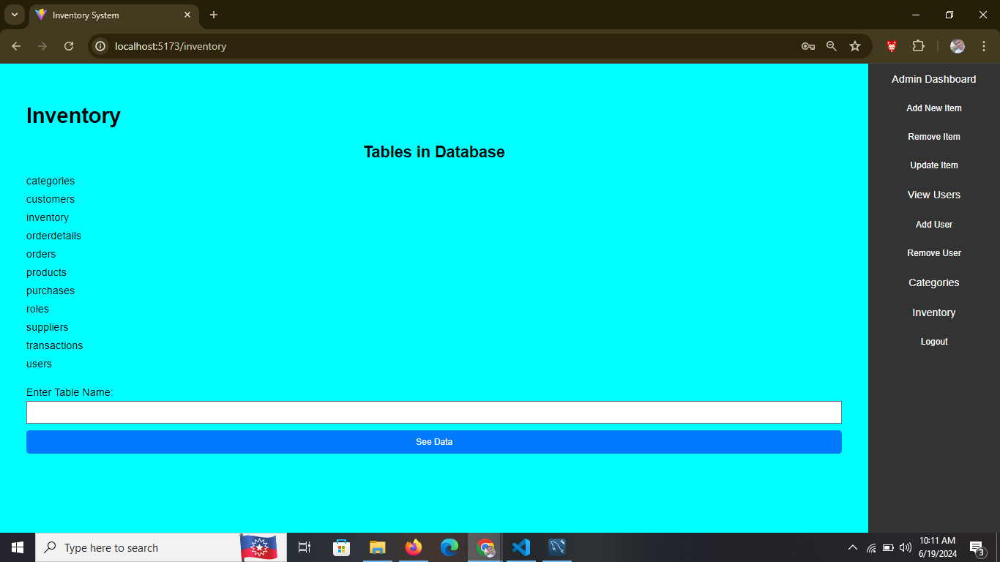 Inventory System
localhost:5173/inventory
Inventory
Tables in Database
categories
customers
inventory
orderdetails
orders
products
purchases
roles
suppliers
transactions
users
Enter Table Name:
See Data
Admin Dashboard
Add New Item
Remove Item
Update Item
View Users
Add User
Remove User
Categories
Inventory
Logout
Type here to search
10:11 AM
6/19/2024
3